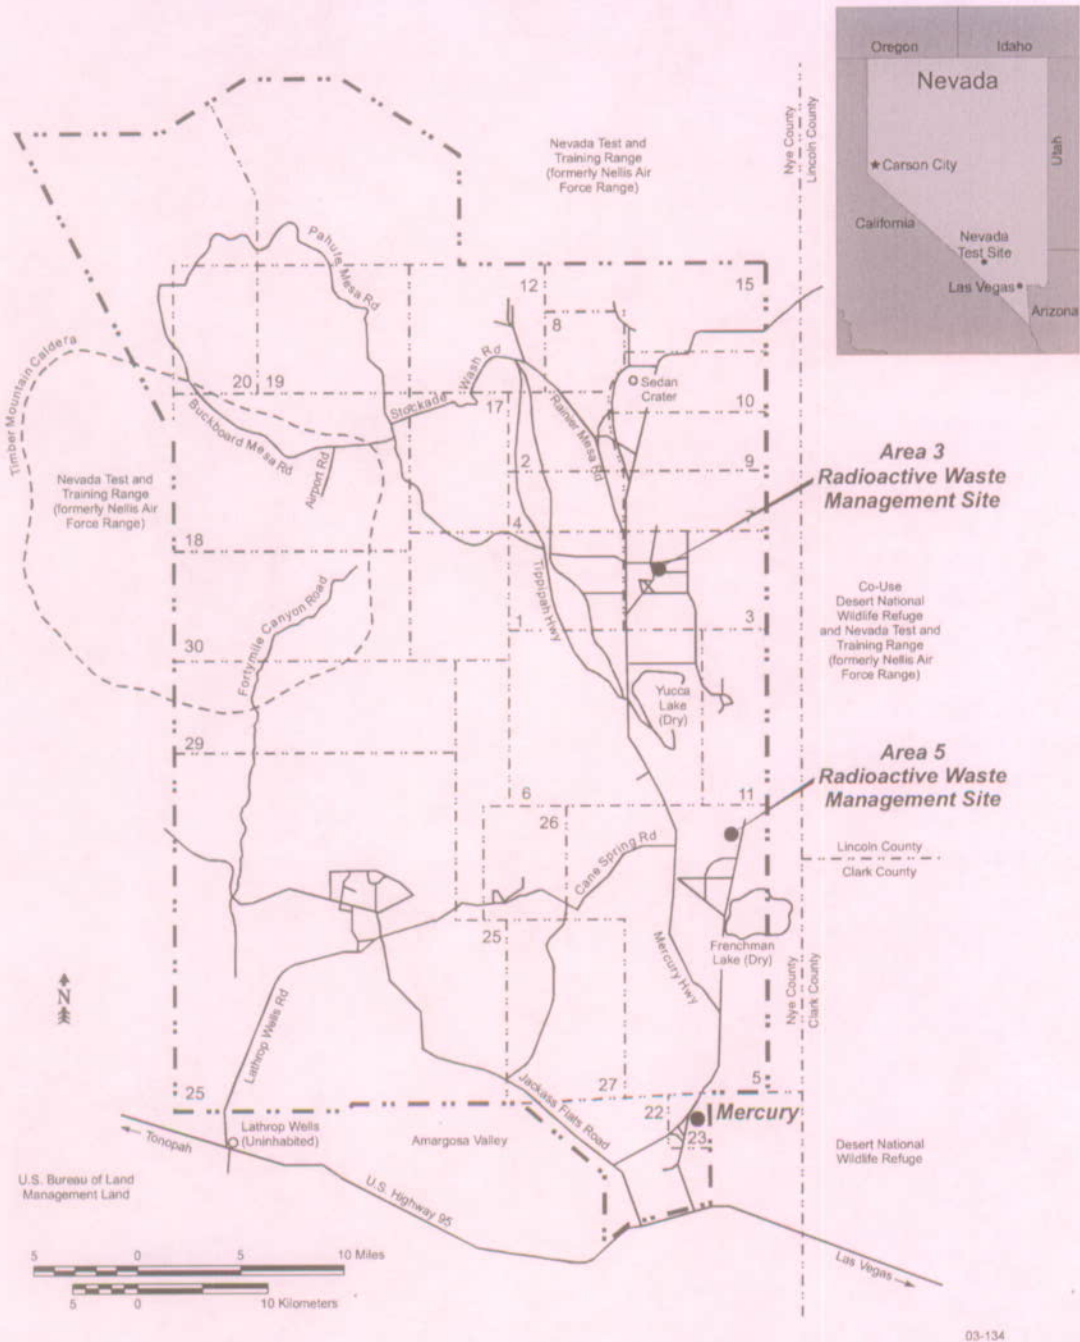 Oregon
Idaho
Nevada
Carson City
Utah
California
Nevada
Test Site
Las Vegas
Arizona
Nevada Test and
Training Range
(formerly Nellis Air
Force Range)
Nye County
Lincoln County
Pahute Mesa Rd
12
15
8
Timber Mountain Caldera
20
19
Stockade Wash Rd
Sedan
Crater
17
10
Buckboard Mesa Rd
Rainier Mesa Rd
Airport Rd
2
9
Area 3
Radioactive Waste
Management Site
Nevada Test and
Training Range
(formerly Nellis Air
Force Range)
4
7
18
Tippipah Hwy
Fortymile Canyon Road
Co-Use
Desert National
Wildlife Refuge
and Nevada Test and
Training Range
(formerly Nellis Air
Force Range)
1
3
30
Yucca
Lake
(Dry)
29
Area 5
Radioactive Waste
Management Site
6
11
26
Cane Spring Rd
Lincoln County
Clark County
25
Mercury Hwy
Frenchman
Lake (Dry)
Nye County
Clark County
N
Lathrop Wells Rd
25
27
5
Jackass Flats Road
22
Mercury
23
Tonopah
Lathrop Wells
(Uninhabited)
Amargosa Valley
Desert National
Wildlife Refuge
U.S. Bureau of Land
Management Land
U.S. Highway 95
Las Vegas
5 0 5 10 Miles
5 0 10 Kilometers
03-134